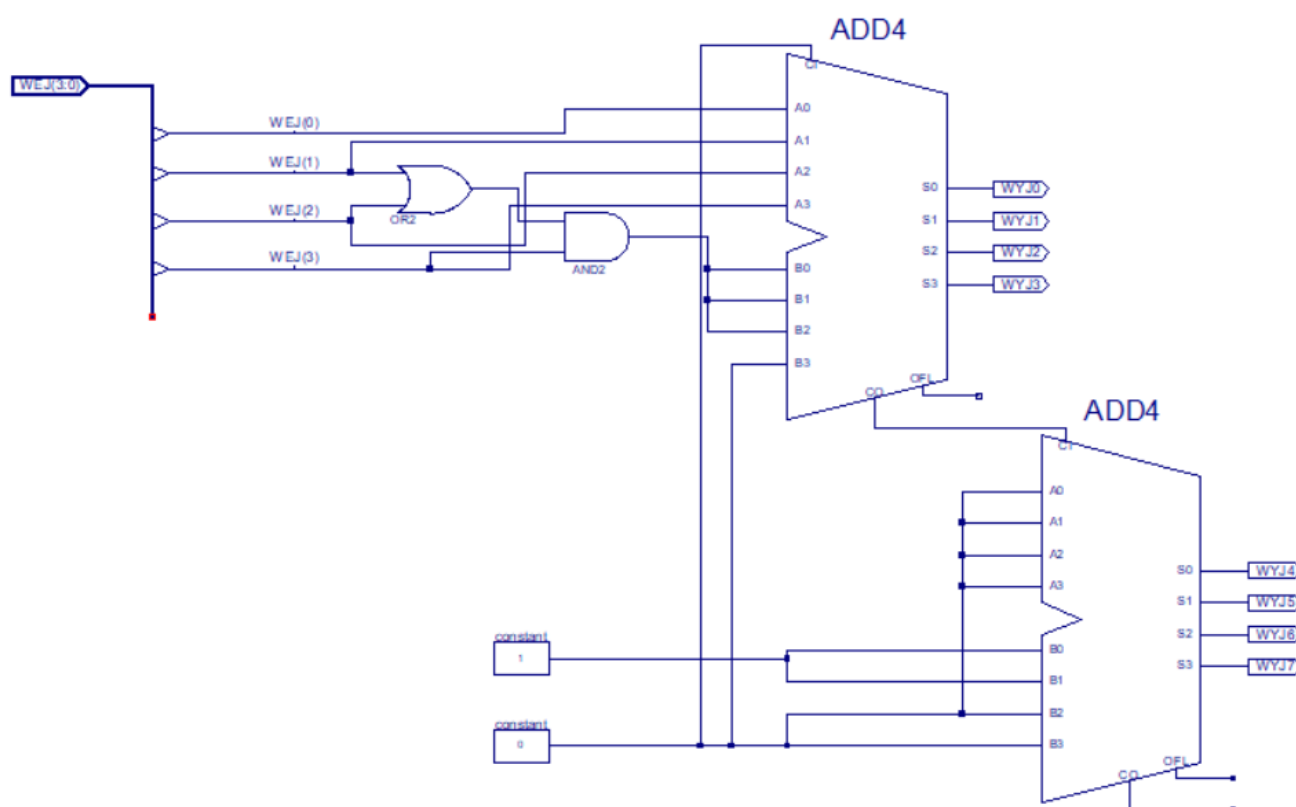 ADD4
WEJ(3:0)
CI
WEJ(0)
A0
WEJ(1)
A1
A2
S0
WYJ0
A3
WEJ(2)
OR2
S1
WYJ1
WEJ(3)
S2
WYJ2
AND2
B0
S3
WYJ3
B1
B2
B3
CO
OFL
ADD4
CI
A0
A1
A2
S0
WYJ4
A3
S1
WYJ5
constant
1
B0
S2
WYJ6
B1
S3
WYJ7
B2
constant
0
B3
CO
OFL